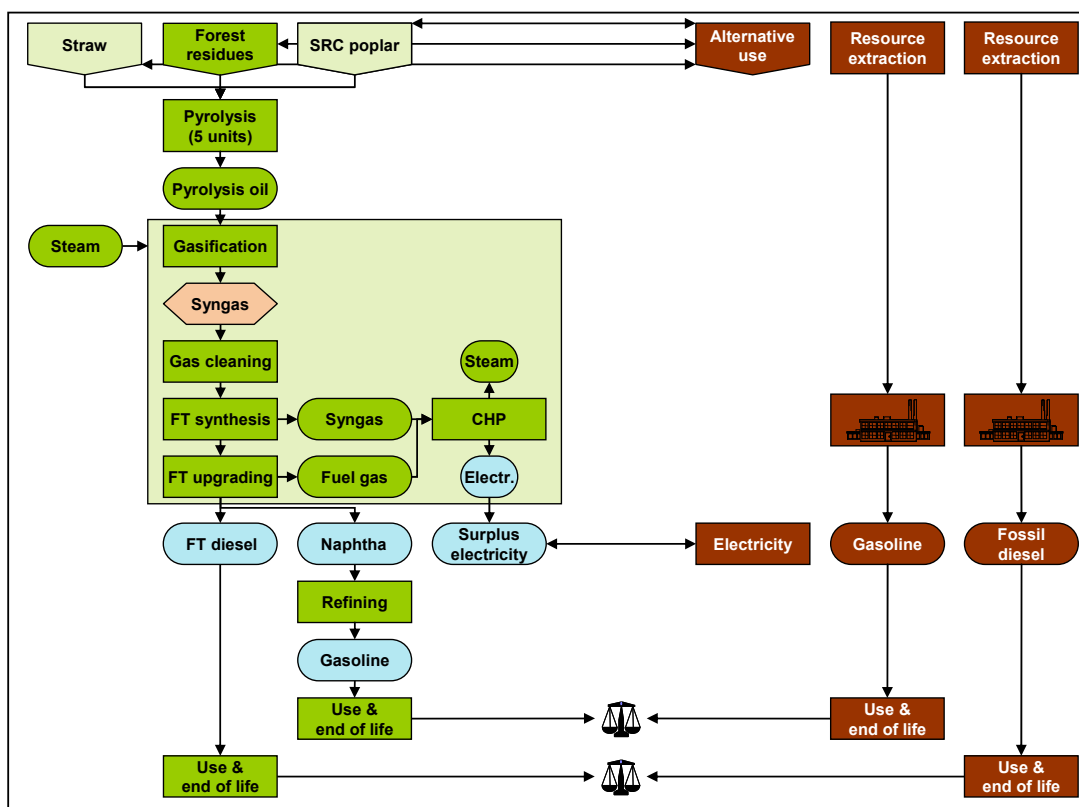 Straw
Forest
residues
SRC poplar
Alternative
use
Resource
extraction
Resource
extraction
Pyrolysis
(5 units)
Pyrolysis oil
Steam
Gasification
Syngas
Gas cleaning
Steam
FT synthesis
Syngas
CHP
FT upgrading
Fuel gas
Electr.
FT diesel
Naphtha
Surplus
electricity
Electricity
Gasoline
Fossil
diesel
Refining
Gasoline
Use &
end of life
Use &
end of life
Use &
end of life
Use &
end of life